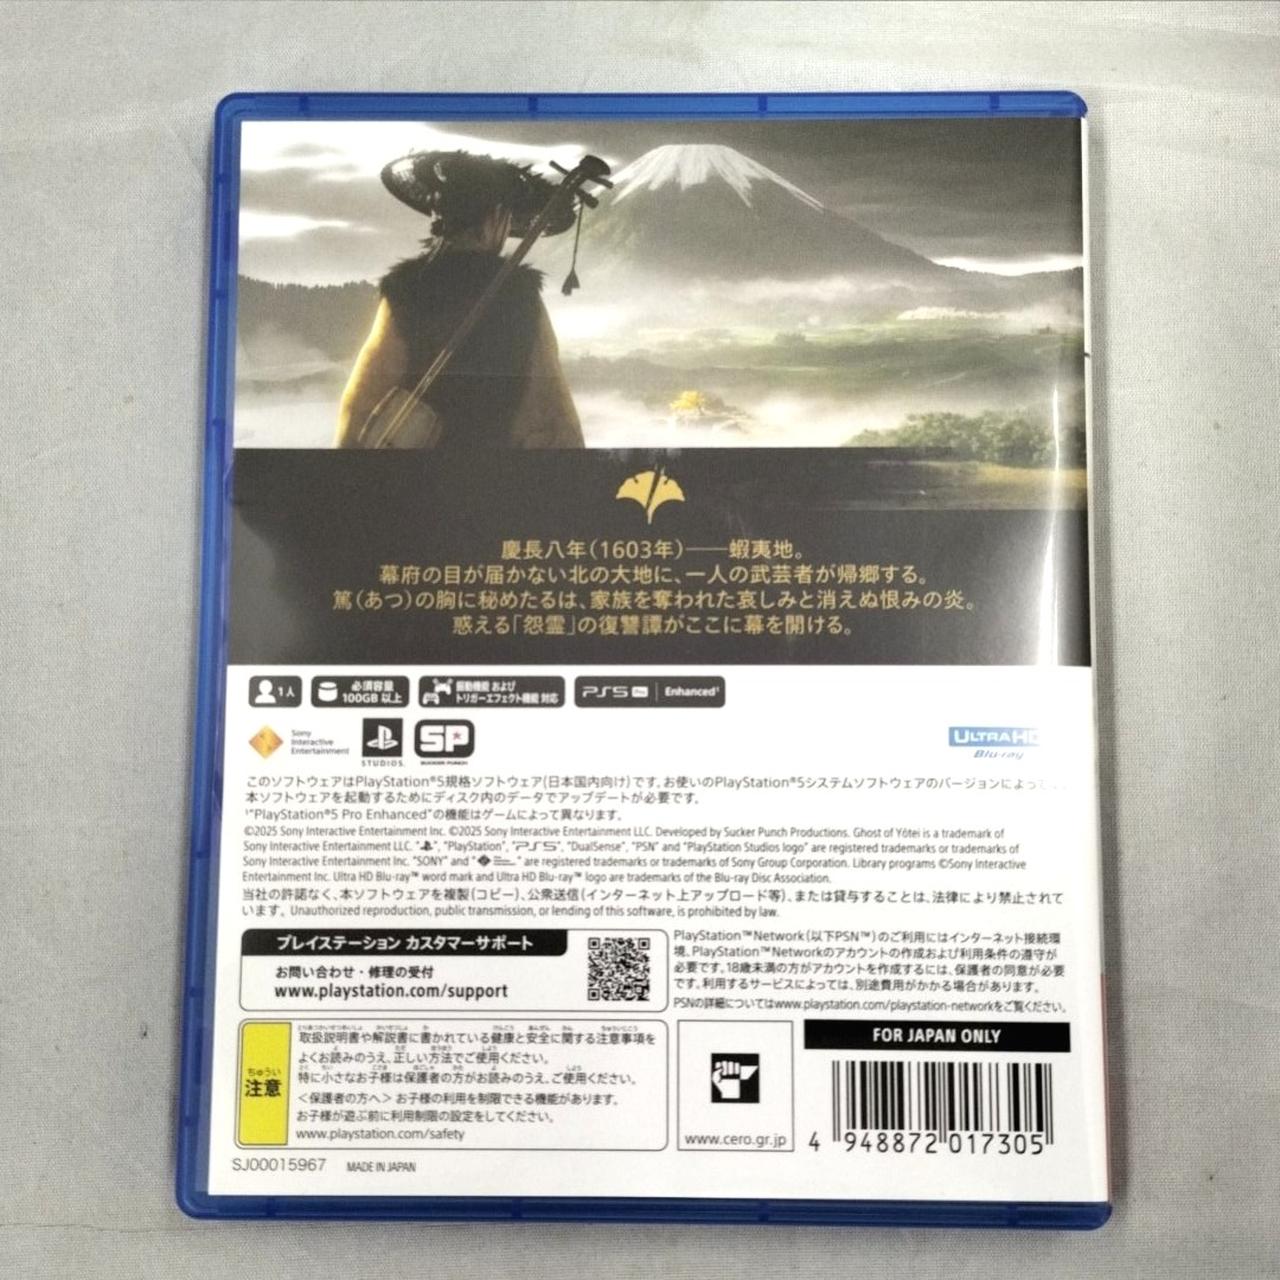 慶長八年（1603年）──蝦夷地。
幕府の目が届かない北の大地に、一人の武芸者が帰郷する。
篤（あつ）の胸に秘めたるは、家族を奪われた哀しみと消えぬ恨みの炎。
惑える「怨霊」の復讐譚がここに幕を開ける。
1人
必須容量
100GB 以上
振動機能 および
トリガーエフェクト機能 対応
PS5 Pro Enhanced¹
Sony
Interactive
Entertainment
STUDIOS.
SP
SUCKER PUNCH
ULTRA HD
Blu-ray
このソフトウェアはPlayStation®5規格ソフトウェア（日本国内向け）です。お使いのPlayStation®5システムソフトウェアのバージョンによって
本ソフトウェアを起動するためにディスク内のデータでアップデートが必要です。
¹"PlayStation®5 Pro Enhanced"の機能はゲームによって異なります。
©2025 Sony Interactive Entertainment Inc. ©2025 Sony Interactive Entertainment LLC. Developed by Sucker Punch Productions. Ghost of Yōtei is a trademark of
Sony Interactive Entertainment LLC. " ", "PlayStation", "PS5", "DualSense", "PSN" and "PlayStation Studios logo" are registered trademarks or trademarks of
Sony Interactive Entertainment Inc. "SONY" and " " are registered trademarks or trademarks of Sony Group Corporation. Library programs ©Sony Interactive
Entertainment Inc. Ultra HD Blu-ray™ word mark and Ultra HD Blu-ray™ logo are trademarks of the Blu-ray Disc Association.
当社の許諾なく、本ソフトウェアを複製（コピー）、公衆送信（インターネット上アップロード等）、または貸与することは、法律により禁止されて
います。 Unauthorized reproduction, public transmission, or lending of this software, is prohibited by law.
プレイステーション カスタマーサポート
お問い合わせ・修理の受付
www.playstation.com/support
PlayStation™Network（以下PSN™）のご利用にはインターネット接続環
境、PlayStation™Networkのアカウントの作成および利用条件の遵守が
必要です。18歳未満の方がアカウントを作成するには、保護者の同意が必要
です。利用するサービスによっては、別途費用がかかる場合があります。
PSNの詳細についてはwww.playstation.com/playstation-networkをご覧ください。
ちゅうい
注意
取扱説明書や解説書に書かれている健康と安全に関する注意事項を
よくお読みのうえ、正しい方法でご使用ください。
特に小さなお子様は保護者の方がお読みのうえ、ご使用ください。
＜保護者の方へ＞ お子様の利用を制限できる機能があります。
お子様が遊ぶ前に利用制限の設定をしてください。
www.playstation.com/safety
www.cero.gr.jp
FOR JAPAN ONLY
4 948872 017305
SJ00015967 MADE IN JAPAN